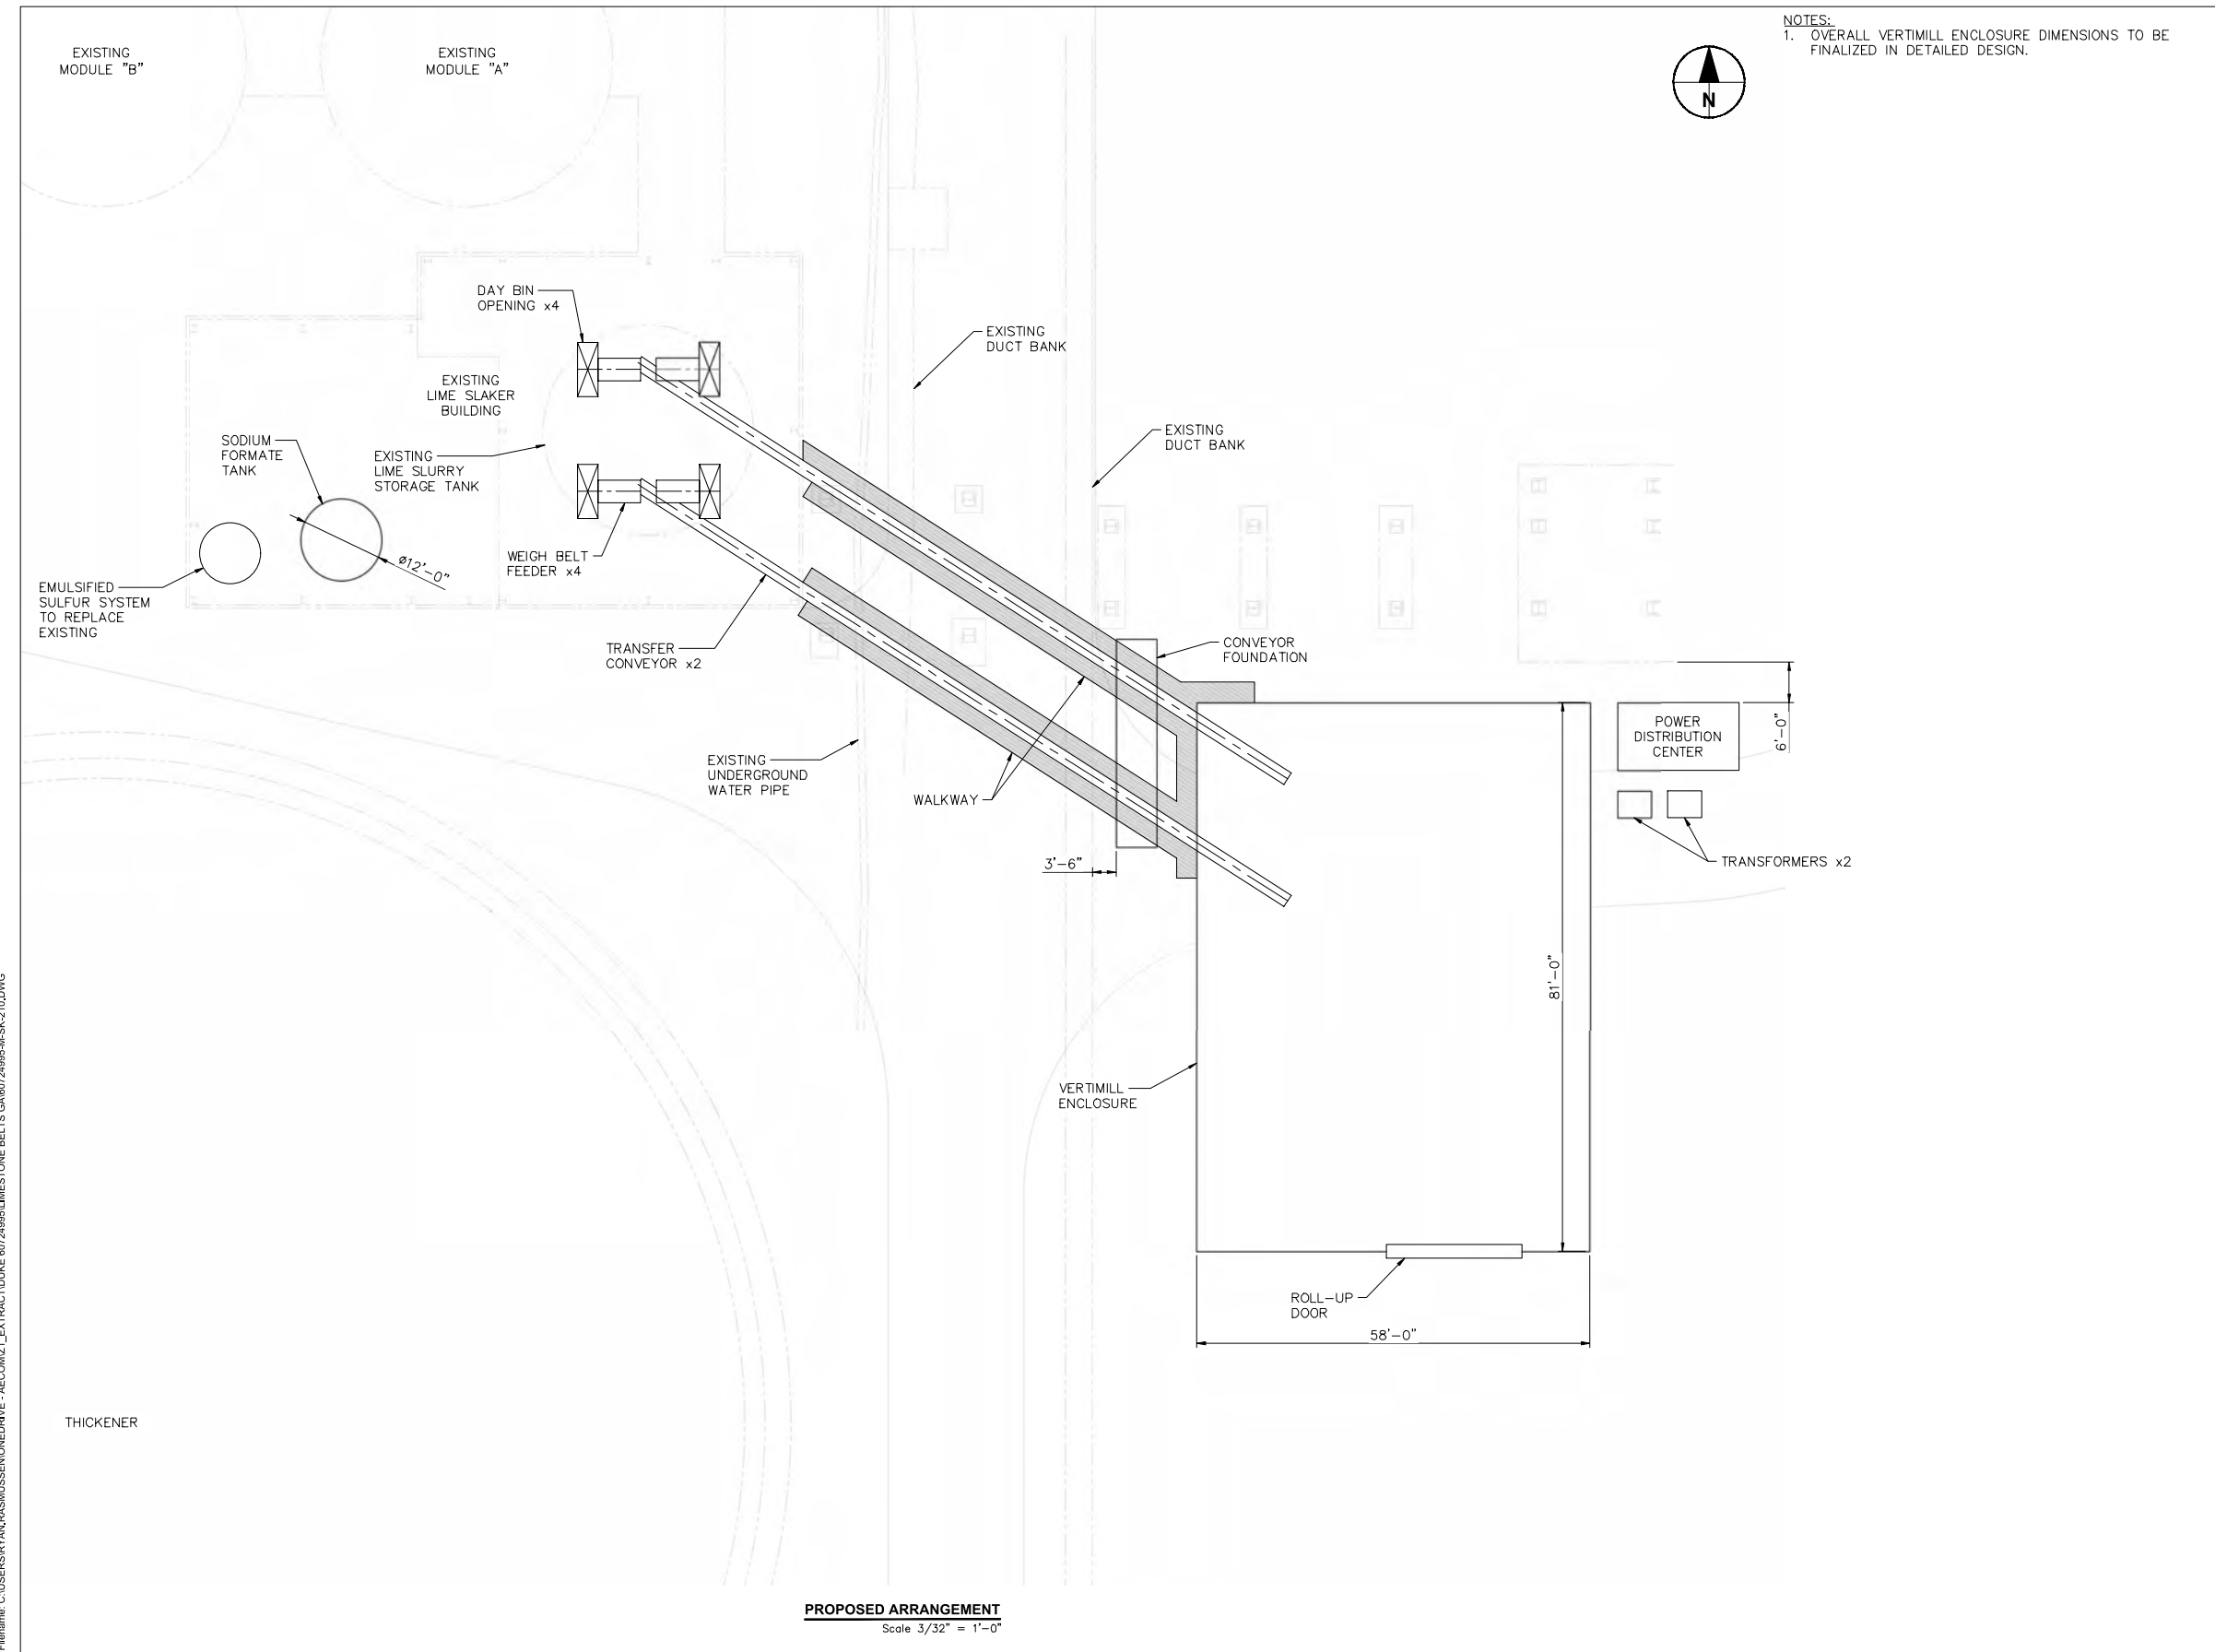 NOTES:
1. OVERALL VERTIMILL ENCLOSURE DIMENSIONS TO BE
FINALIZED IN DETAILED DESIGN.
N
EXISTING
MODULE "B"
EXISTING
MODULE "A"
DAY BIN
OPENING x4
EXISTING
DUCT BANK
EXISTING
LIME SLAKER
BUILDING
SODIUM
FORMATE
TANK
EXISTING
LIME SLURRY
STORAGE TANK
EXISTING
DUCT BANK
WEIGH BELT
FEEDER x4
ø12'-0"
EMULSIFIED
SULFUR SYSTEM
TO REPLACE
EXISTING
TRANSFER
CONVEYOR x2
CONVEYOR
FOUNDATION
POWER
DISTRIBUTION
CENTER
6'-0"
EXISTING
UNDERGROUND
WATER PIPE
WALKWAY
3'-6"
TRANSFORMERS x2
81'-0"
VERTIMILL
ENCLOSURE
ROLL-UP
DOOR
58'-0"
THICKENER
PROPOSED ARRANGEMENT
Scale 3/32" = 1'-0"